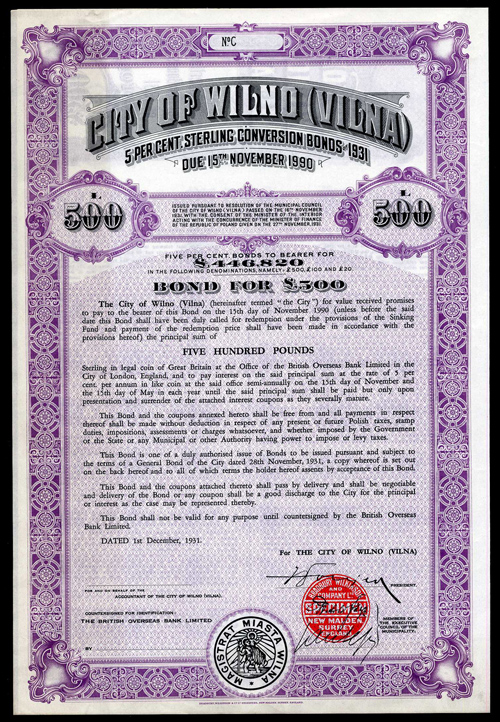 NoC
CITY OF WILNO (VILNA)
5 PER CENT. STERLING CONVERSION BONDS 1931
DUE 15TH NOVEMBER 1990
£
500
£
500
ISSUED PURSUANT TO RESOLUTION OF THE MUNICIPAL COUNCIL
OF THE CITY OF WILNO (VILNA) PASSED ON THE 16TH NOVEMBER
1931, WITH THE CONSENT OF THE MINISTER OF THE INTERIOR
ACTING WITH THE CONCURRENCE OF THE MINISTER OF FINANCE
OF THE REPUBLIC OF POLAND GIVEN ON THE 27TH NOVEMBER, 1931.
FIVE PER CENT. BONDS TO BEARER FOR
£446,820
IN THE FOLLOWING DENOMINATIONS, NAMELY:- £500, £100 AND £20.
BOND FOR £500
The City of Wilno (Vilna) (hereinafter termed "the City") for value received promises
to pay to the bearer of this Bond on the 15th day of November 1990 (unless before the said
date this Bond shall have been duly called for redemption under the provisions of the Sinking
Fund and payment of the redemption price shall have been made in accordance with the
provisions hereof) the principal sum of
FIVE HUNDRED POUNDS
Sterling in legal coin of Great Britain at the Office of the British Overseas Bank Limited in the
City of London, England, and to pay interest on the said principal sum at the rate of 5 per
cent. per annum in like coin at the said office semi-annually on the 15th day of November and
the 15th day of May in each year until the said principal sum shall be paid but only upon
presentation and surrender of the attached interest coupons as they severally mature.
This Bond and the coupons annexed hereto shall be free from and all payments in respect
thereof shall be made without deduction in respect of any present or future Polish taxes, stamp
duties, impositions, assessments or charges whatsoever, and whether imposed by the Government
or the State or any Municipal or other Authority having power to impose or levy taxes.
This Bond is one of a duly authorised issue of Bonds to be issued pursuant and subject to
the terms of a General Bond of the City dated 28th November, 1931, a copy whereof is set out
on the back hereof and to all of which terms the holder hereof assents by acceptance of this Bond.
This Bond and the coupons attached thereto shall pass by delivery and shall be negotiable
and delivery of the Bond or any coupon shall be a good discharge to the City for the principal
or interest as the case may be represented thereby.
This Bond shall not be valid for any purpose until countersigned by the British Overseas
Bank Limited.
DATED 1st December, 1931.
For THE CITY OF WILNO (VILNA)
PRESIDENT.
FOR AND ON BEHALF OF THE
ACCOUNTANT OF THE CITY OF WILNO (VILNA).
COUNTERSIGNED FOR IDENTIFICATION:
THE BRITISH OVERSEAS BANK LIMITED
BY
BRADBURY WILKINSON
AND
COMPANY LD
SPECIMEN
NEW MALDEN
SURREY
ENGLAND
MEMBERS OF
THE EXECUTIVE
COUNCIL OF THE
MUNICIPALITY.
MAGISTRAT MIASTA WILNA
BRADBURY, WILKINSON & Co LD ENGRAVERS, NEW MALDEN, SURREY, ENGLAND.